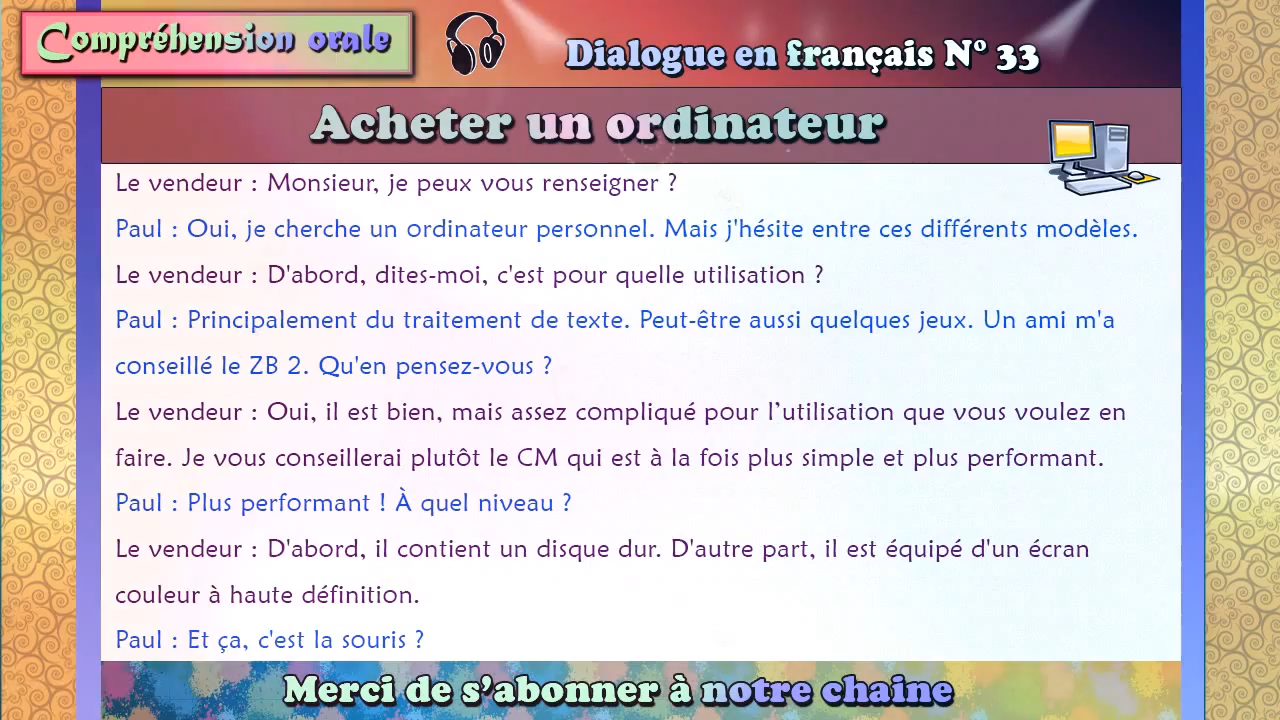 Compréhension orale
Dialogue en français N° 33
Acheter un ordinateur
Le vendeur : Monsieur, je peux vous renseigner ?
Paul : Oui, je cherche un ordinateur personnel. Mais j'hésite entre ces différents modèles.
Le vendeur : D'abord, dites-moi, c'est pour quelle utilisation ?
Paul : Principalement du traitement de texte. Peut-être aussi quelques jeux. Un ami m'a
conseillé le ZB 2. Qu'en pensez-vous ?
Le vendeur : Oui, il est bien, mais assez compliqué pour l’utilisation que vous voulez en
faire. Je vous conseillerai plutôt le CM qui est à la fois plus simple et plus performant.
Paul : Plus performant ! À quel niveau ?
Le vendeur : D'abord, il contient un disque dur. D'autre part, il est équipé d'un écran
couleur à haute définition.
Paul : Et ça, c'est la souris ?
Merci de s’abonner à notre chaine